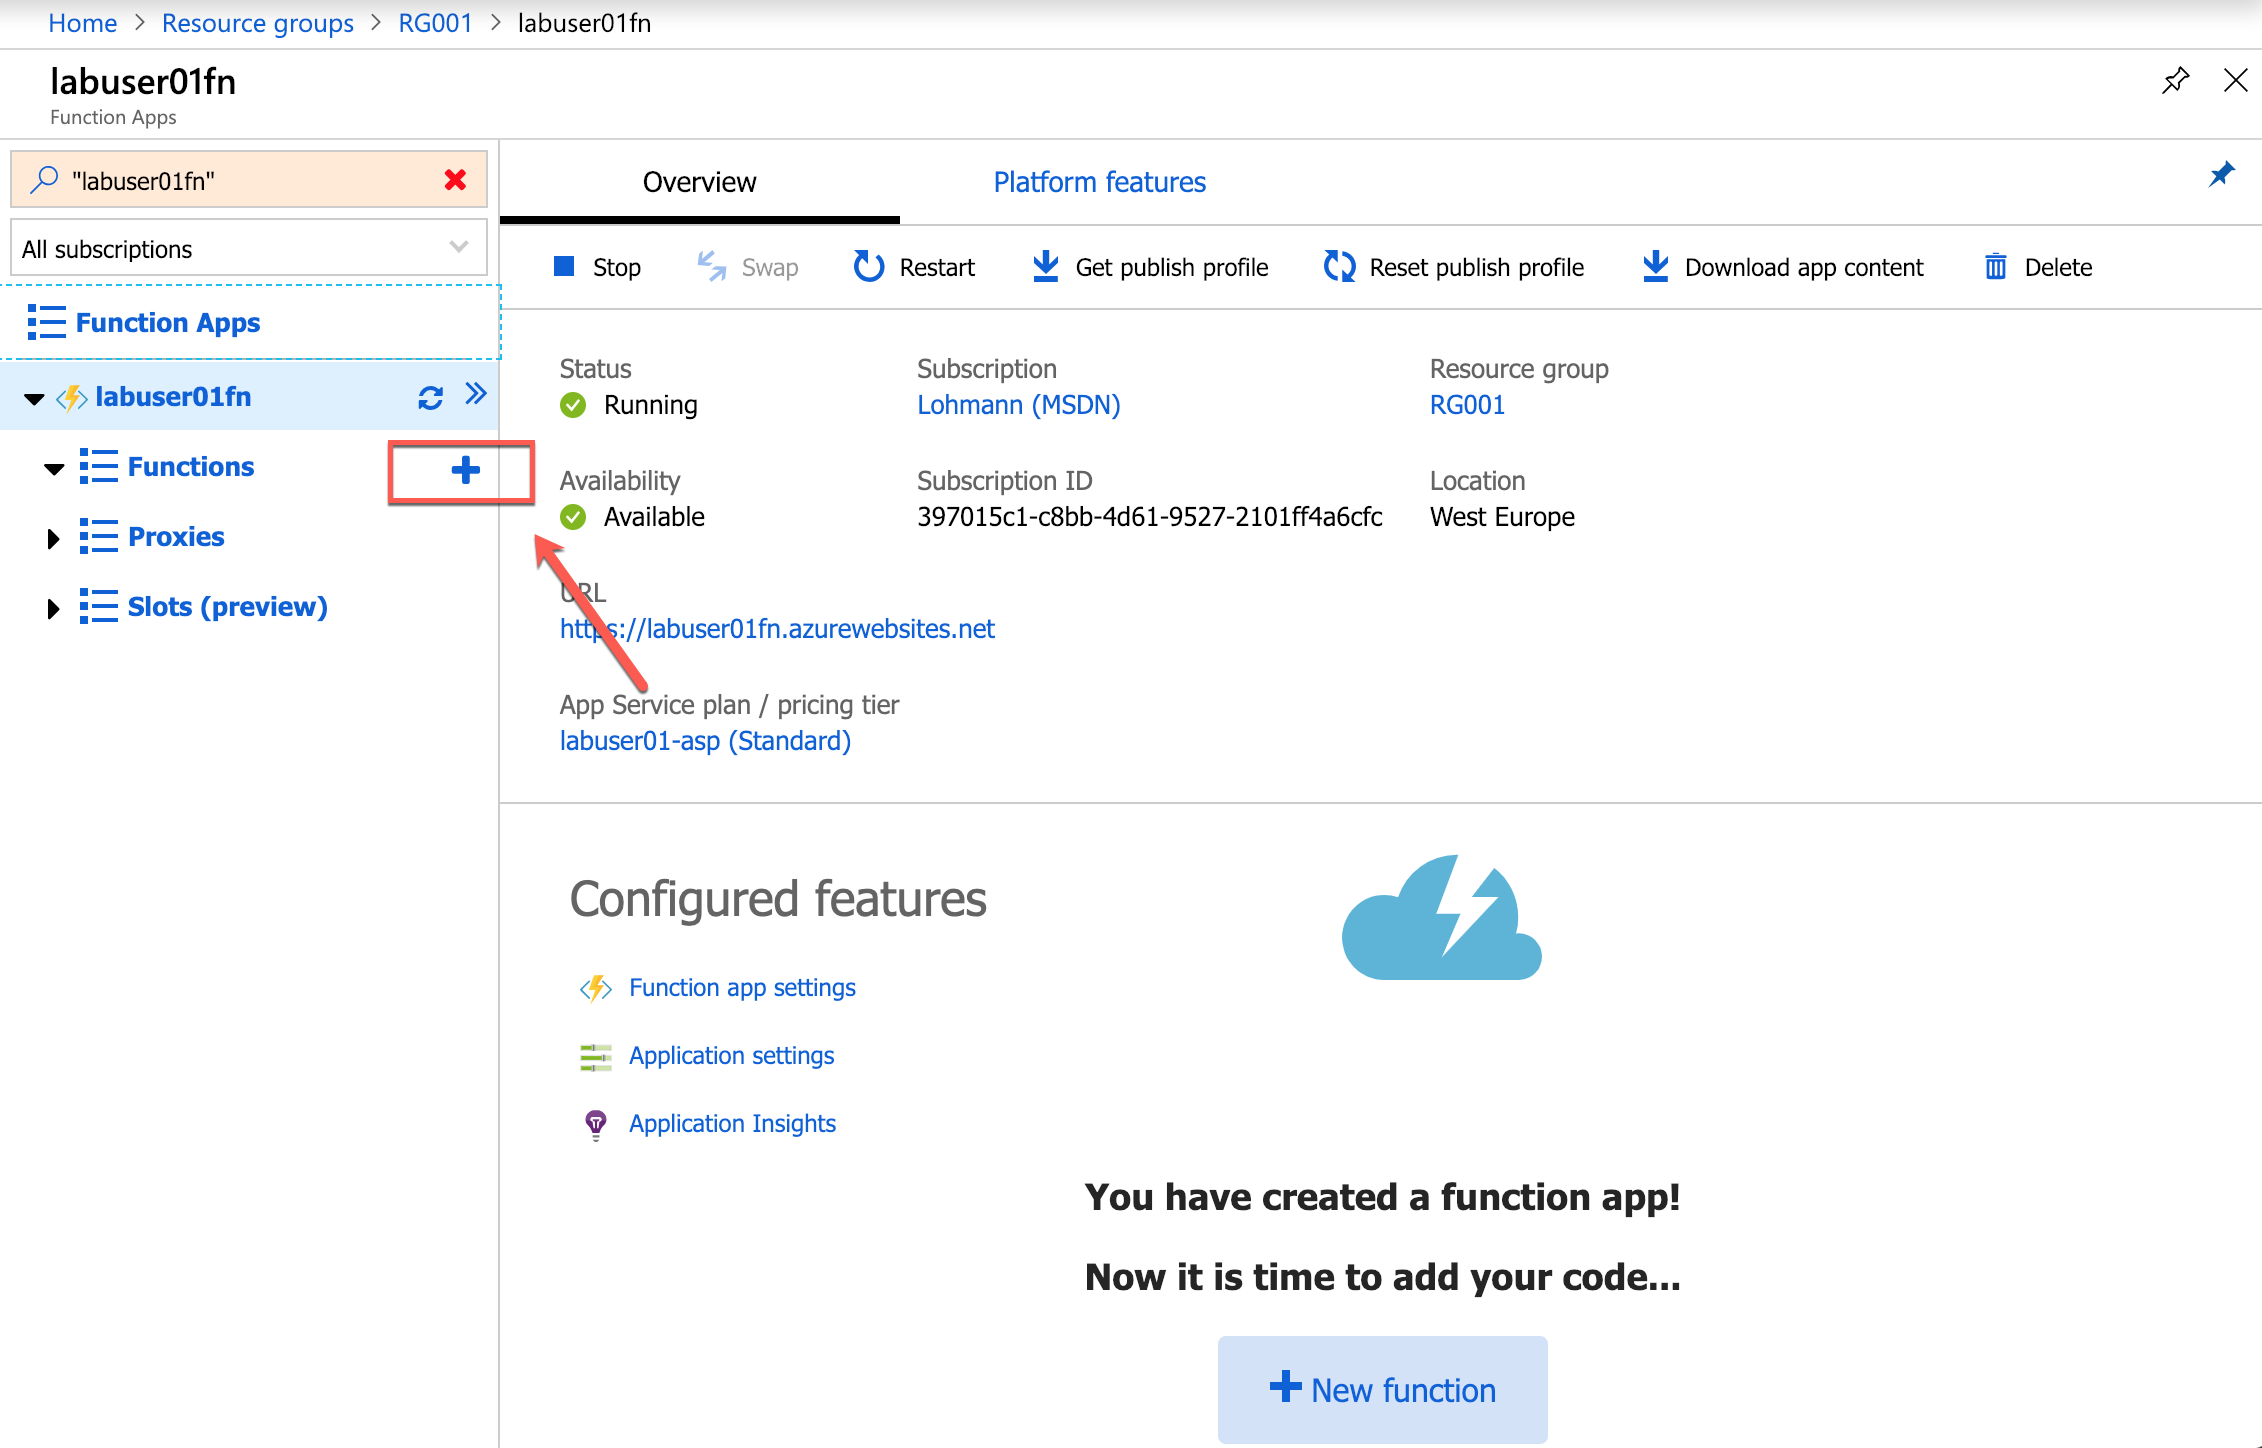 Home > Resource groups > RG001 > labuser01fn
labuser01fn
Function Apps
"labuser01fn"
All subscriptions
Function Apps
labuser01fn
Functions
Proxies
Slots (preview)
Overview
Platform features
Stop
Swap
Restart
Get publish profile
Reset publish profile
Download app content
Delete
Status
Running
Subscription
Lohmann (MSDN)
Resource group
RG001
Availability
Available
Subscription ID
397015c1-c8bb-4d61-9527-2101ff4a6cfc
Location
West Europe
URL
https://labuser01fn.azurewebsites.net
App Service plan / pricing tier
labuser01-asp (Standard)
Configured features
Function app settings
Application settings
Application Insights
You have created a function app!
Now it is time to add your code...
New function